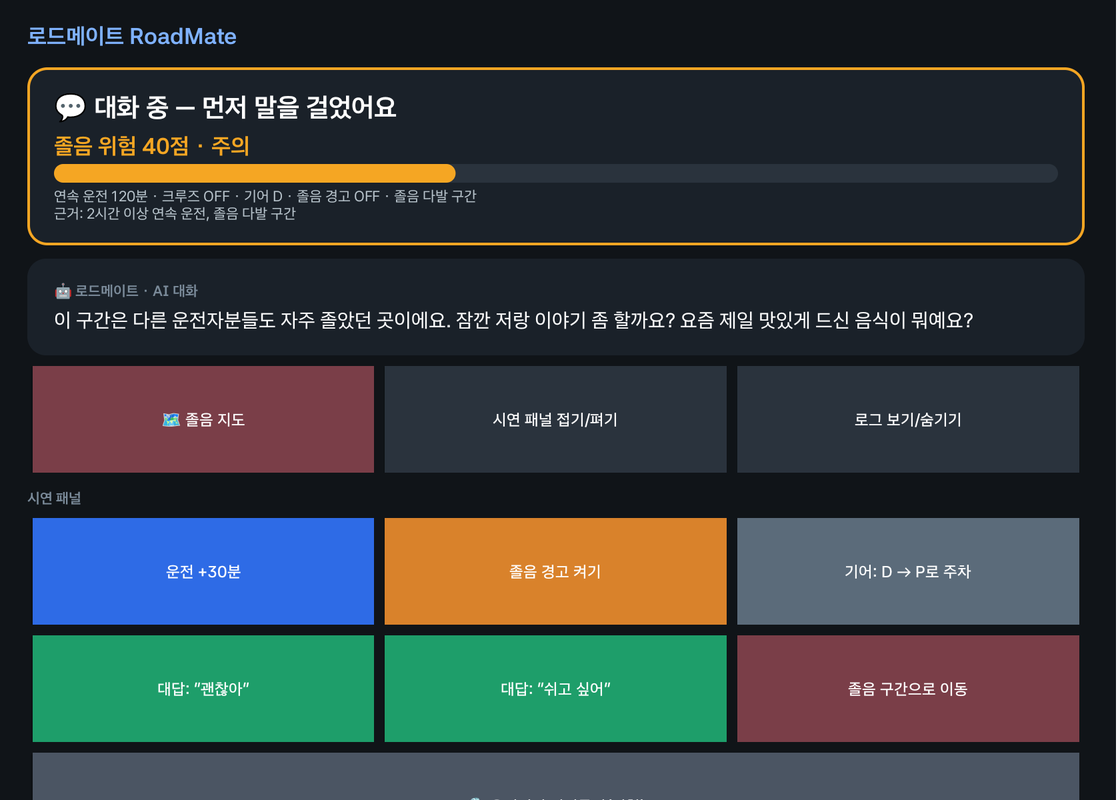 로드메이트 RoadMate
💬 대화 중 — 먼저 말을 걸었어요
졸음 위험 40점 · 주의
연속 운전 120분 · 크루즈 OFF · 기어 D · 졸음 경고 OFF · 졸음 다발 구간
근거: 2시간 이상 연속 운전, 졸음 다발 구간
🤖 로드메이트 · AI 대화
이 구간은 다른 운전자분들도 자주 졸았던 곳이에요. 잠깐 저랑 이야기 좀 할까요? 요즘 제일 맛있게 드신 음식이 뭐예요?
🗺️ 졸음 지도
시연 패널 접기/펴기
로그 보기/숨기기
시연 패널
운전 +30분
졸음 경고 켜기
기어: D → P로 주차
대답: "괜찮아"
대답: "쉬고 싶어"
졸음 구간으로 이동